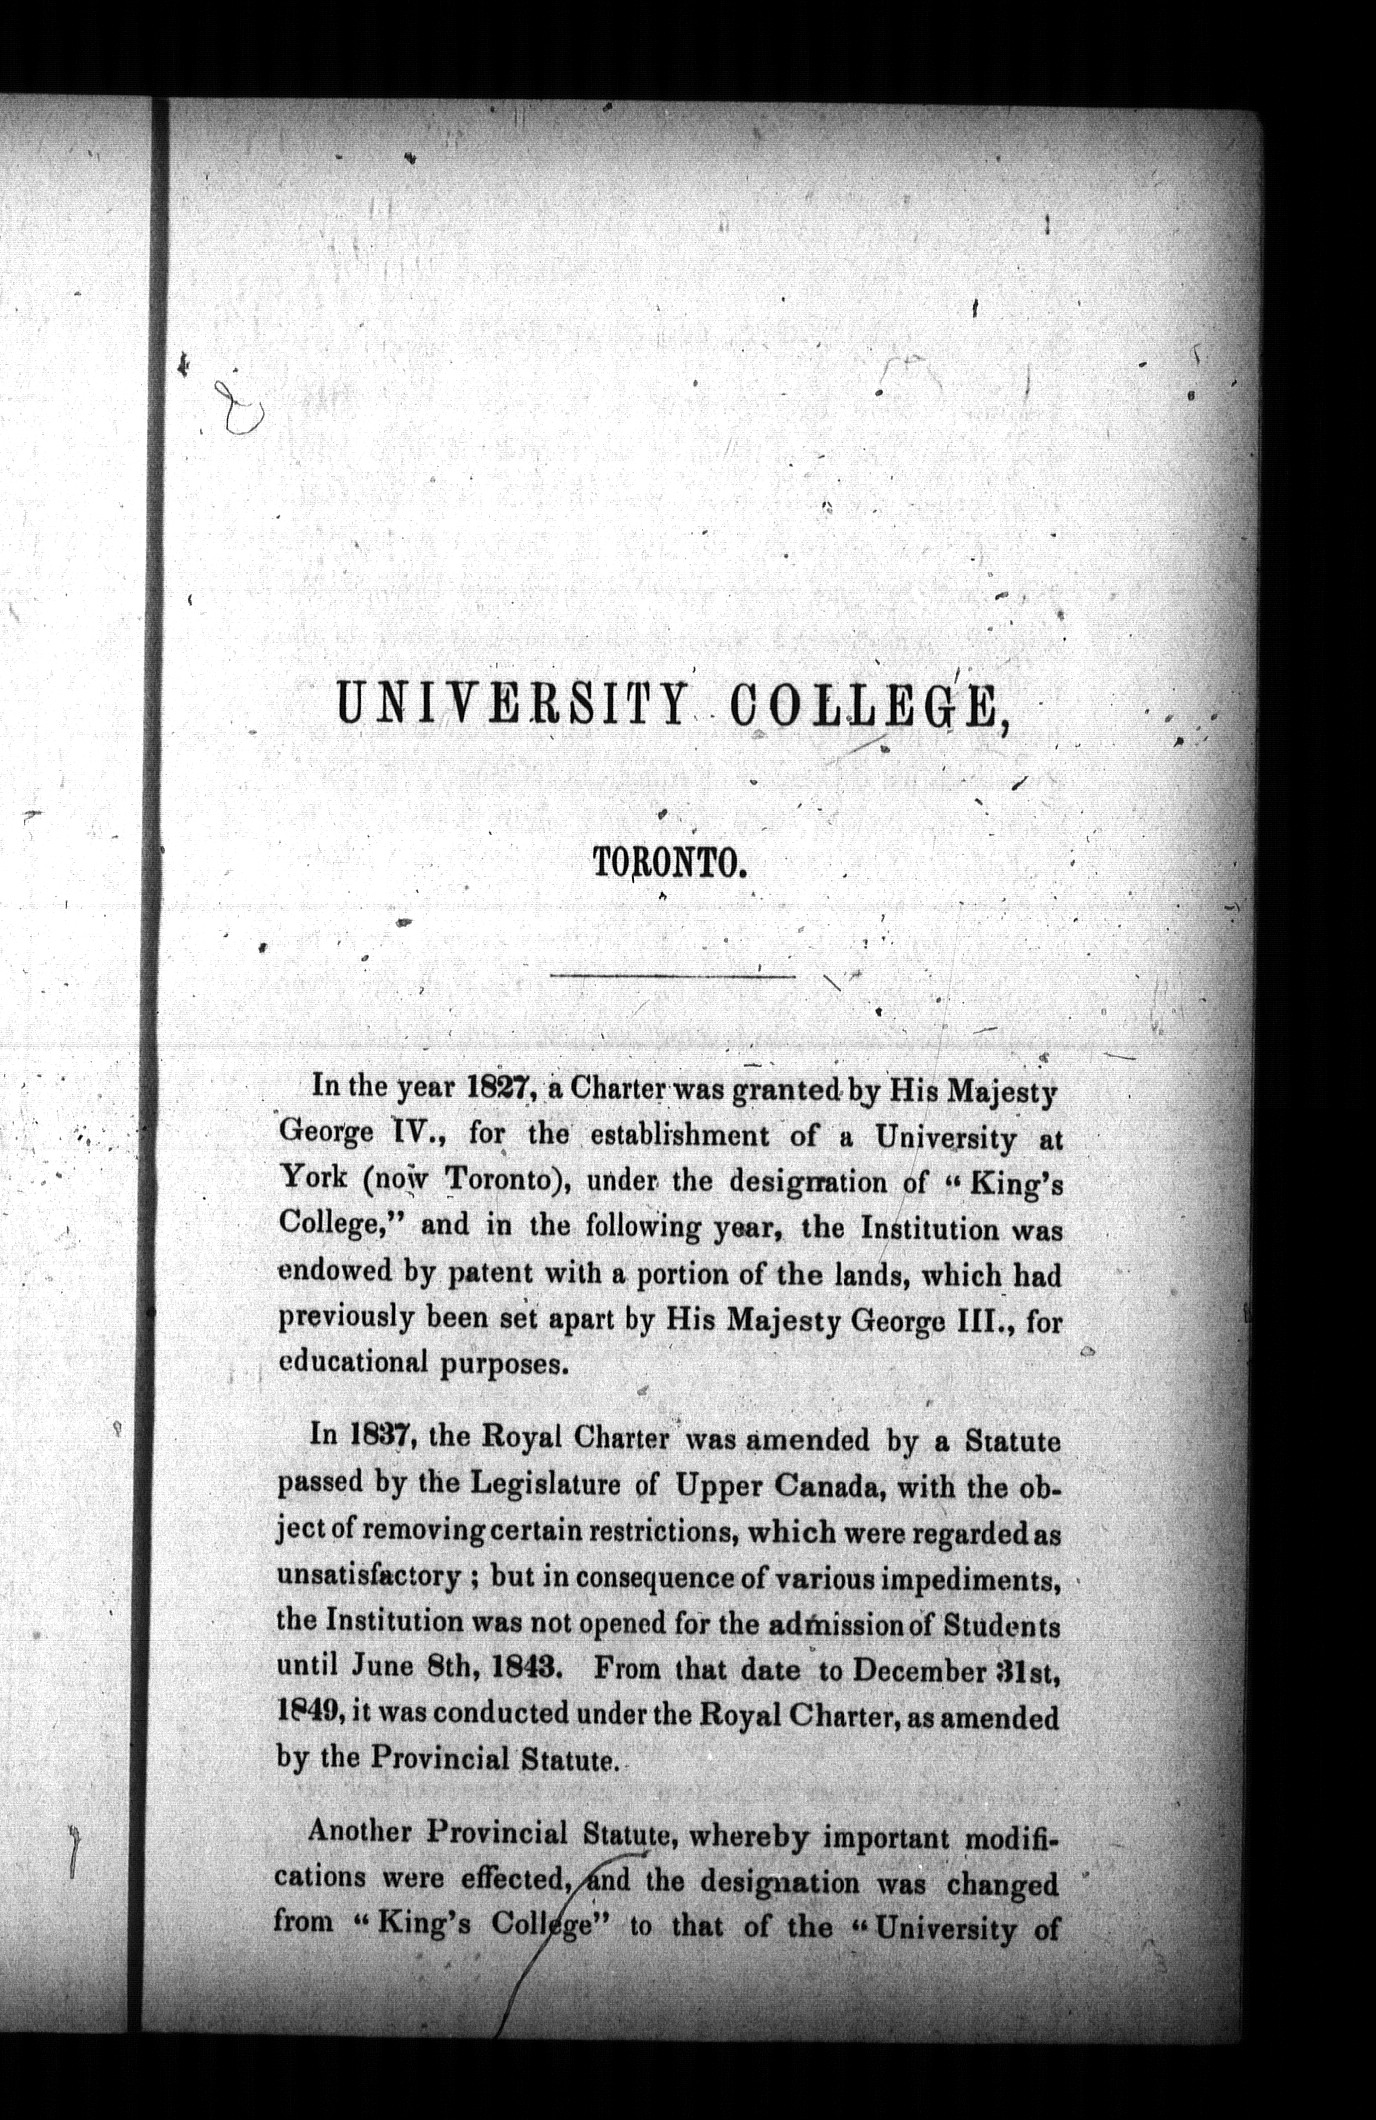 UNIVERSITY COLLEGE,
TORONTO.
In the year 1827, a Charter was granted by His Majesty
George IV., for the establishment of a University at
York (now Toronto), under the designation of “King’s
College,” and in the following year, the Institution was
endowed by patent with a portion of the lands, which had
previously been set apart by His Majesty George III., for
educational purposes.
In 1837, the Royal Charter was amended by a Statute
passed by the Legislature of Upper Canada, with the ob-
ject of removing certain restrictions, which were regarded as
unsatisfactory ; but in consequence of various impediments,
the Institution was not opened for the admission of Students
until June 8th, 1843. From that date to December 31st,
1849, it was conducted under the Royal Charter, as amended
by the Provincial Statute.
Another Provincial Statute, whereby important modifi-
cations were effected, and the designation was changed
from “King’s College” to that of the “University of